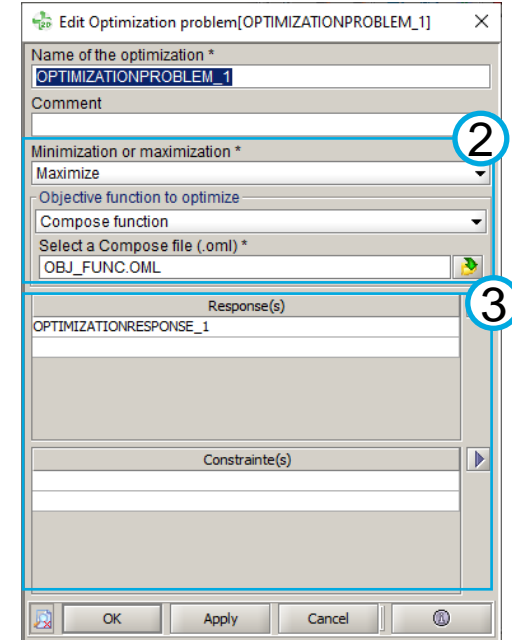 Edit Optimization problem[OPTIMIZATIONPROBLEM_1]
Name of the optimization *
OPTIMIZATIONPROBLEM_1
Comment
2
Minimization or maximization *
Maximize
Objective function to optimize
Compose function
Select a Compose file (.oml) *
OBJ_FUNC.OML
3
Response(s)
OPTIMIZATIONRESPONSE_1
Constrainte(s)
OK Apply Cancel